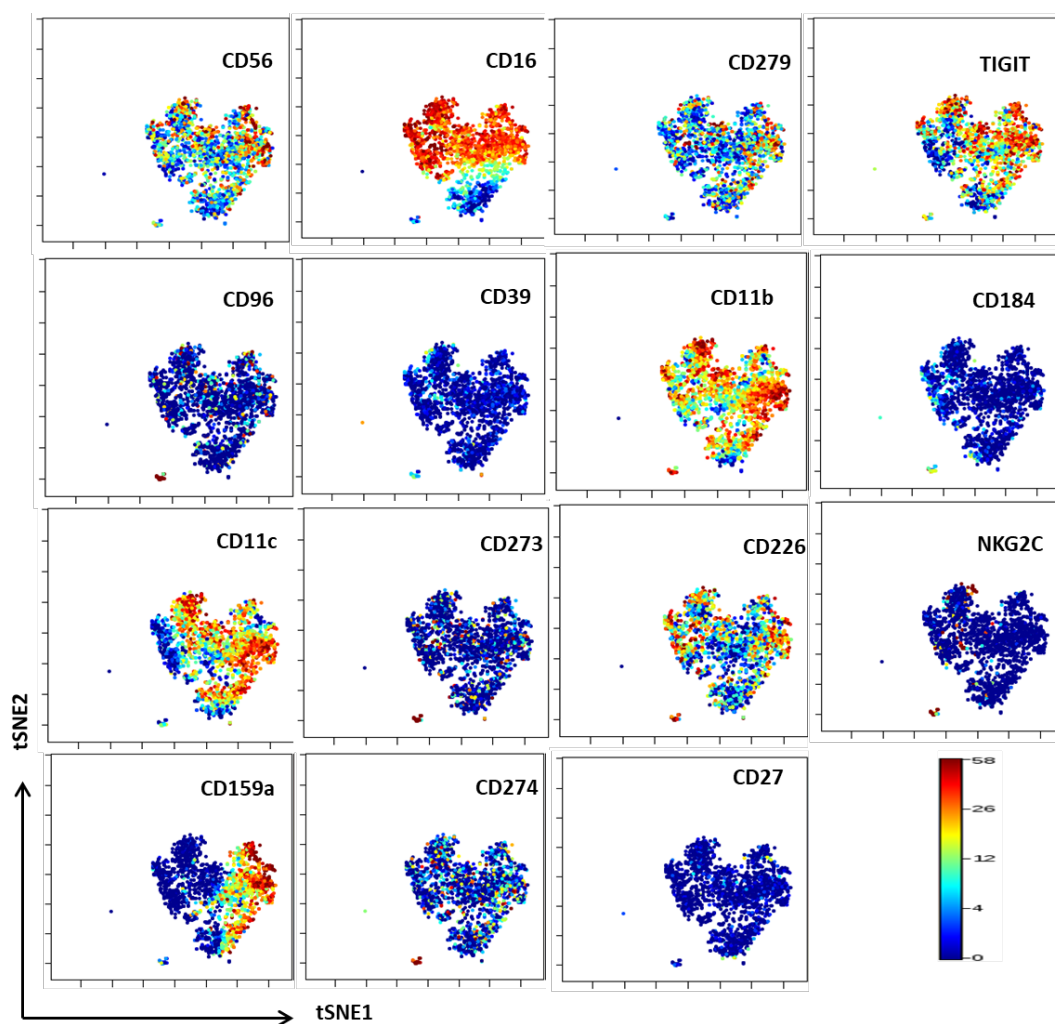 CD56
CD16
CD279
TIGIT
CD96
CD39
CD11b
CD184
CD11c
CD273
CD226
NKG2C
CD159a
CD274
CD27
58
26
12
4
0
tSNE2
tSNE1